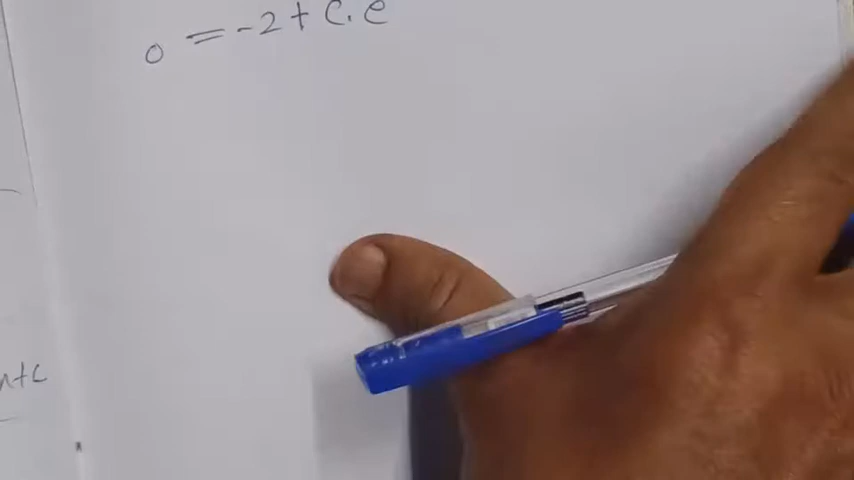 0 = -2 + C.e
n+c